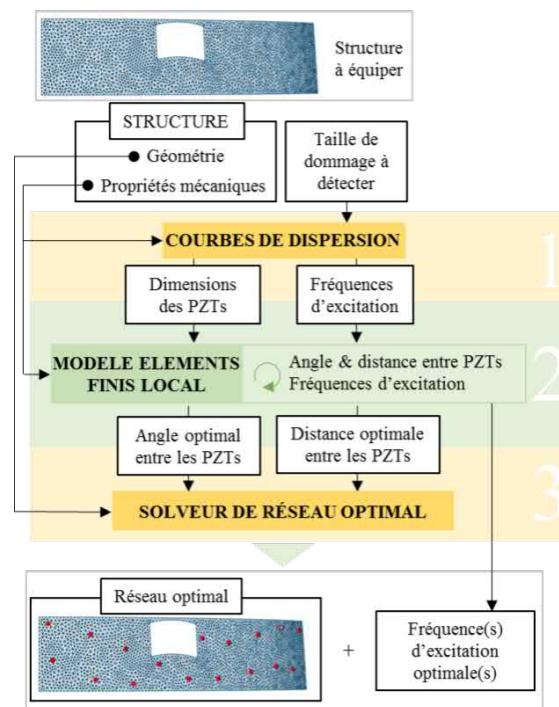 Structure
à équiper
STRUCTURE
Géométrie
Propriétés mécaniques
Taille de
dommage à
détecter
1
COURBES DE DISPERSION
Dimensions
des PZTs
Fréquences
d'excitation
2
MODELE ELEMENTS
FINIS LOCAL
Angle & distance entre PZTs
Fréquences d'excitation
Angle optimal
entre les PZTs
Distance optimale
entre les PZTs
3
SOLVEUR DE RÉSEAU OPTIMAL
Réseau optimal
+
Fréquence(s)
d'excitation
optimale(s)